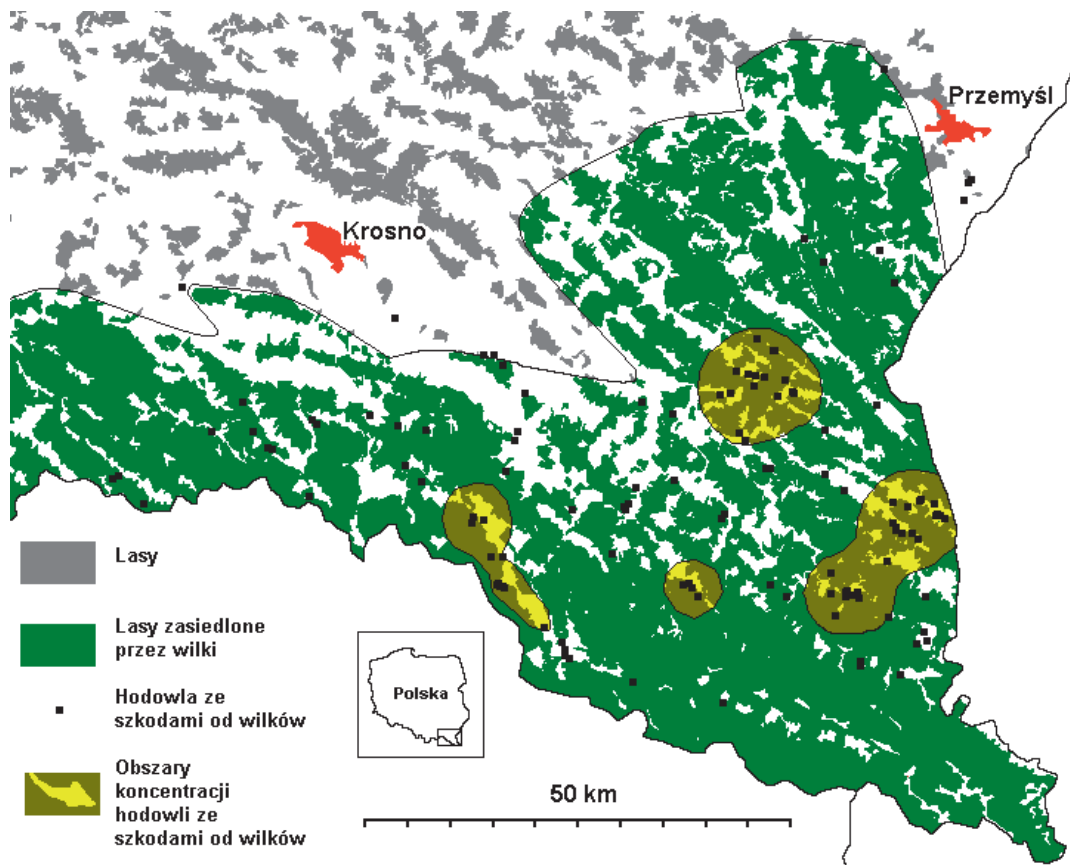 Przemyśl
Krosno
Lasy
Lasy zasiedlone
przez wilki
Hodowla ze
szkodami od wilków
Obszary
koncentracji
hodowli ze
szkodami od wilków
Polska
50 km